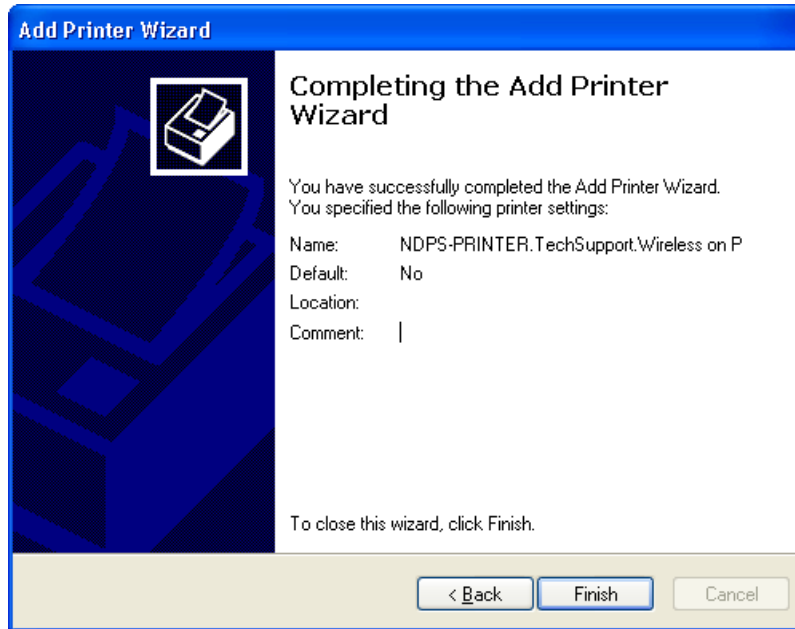 Add Printer Wizard
Completing the Add Printer
Wizard
You have successfully completed the Add Printer Wizard.
You specified the following printer settings:
Name: NDPS-PRINTER.TechSupport.Wireless on P
Default: No
Location:
Comment:
To close this wizard, click Finish.
< Back Finish Cancel